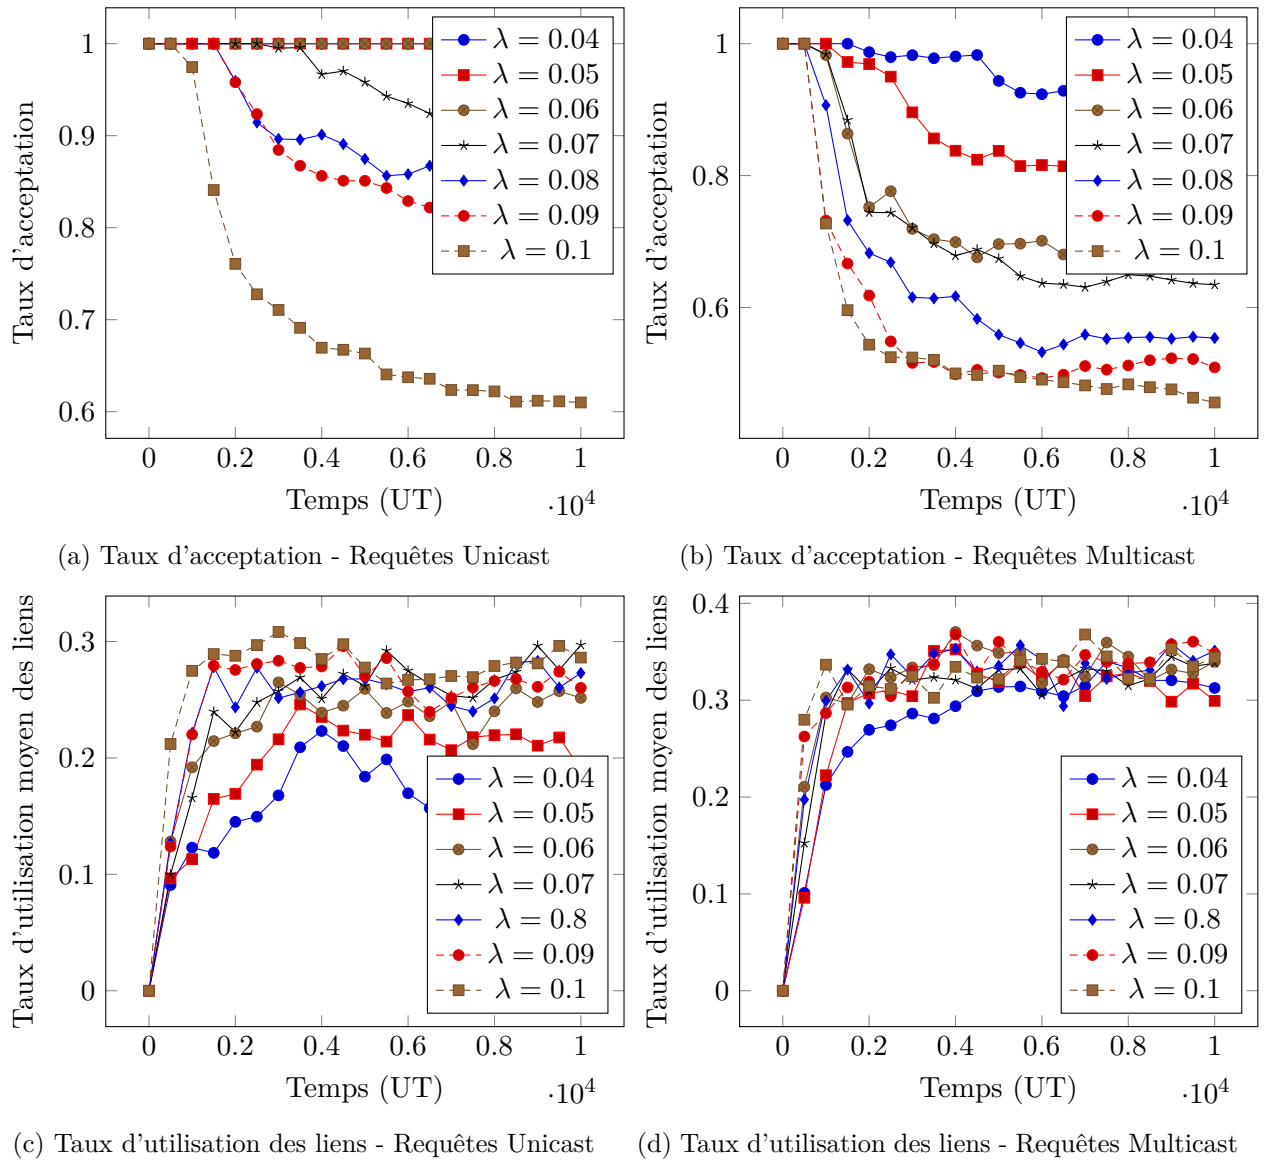 1
0.9
0.8
0.7
0.6
Taux d'acceptation
0 0.2 0.4 0.6 0.8 1
Temps (UT)
·10⁴
λ = 0.04
λ = 0.05
λ = 0.06
λ = 0.07
λ = 0.08
λ = 0.09
λ = 0.1
(a) Taux d'acceptation - Requêtes Unicast
1
0.8
0.6
Taux d'acceptation
0 0.2 0.4 0.6 0.8 1
Temps (UT)
·10⁴
λ = 0.04
λ = 0.05
λ = 0.06
λ = 0.07
λ = 0.08
λ = 0.09
λ = 0.1
(b) Taux d'acceptation - Requêtes Multicast
0.3
0.2
0.1
0
Taux d'utilisation moyen des liens
0 0.2 0.4 0.6 0.8 1
Temps (UT)
·10⁴
λ = 0.04
λ = 0.05
λ = 0.06
λ = 0.07
λ = 0.8
λ = 0.09
λ = 0.1
(c) Taux d'utilisation des liens - Requêtes Unicast
0.4
0.3
0.2
0.1
0
Taux d'utilisation moyen des liens
0 0.2 0.4 0.6 0.8 1
Temps (UT)
·10⁴
λ = 0.04
λ = 0.05
λ = 0.06
λ = 0.07
λ = 0.8
λ = 0.09
λ = 0.1
(d) Taux d'utilisation des liens - Requêtes Multicast